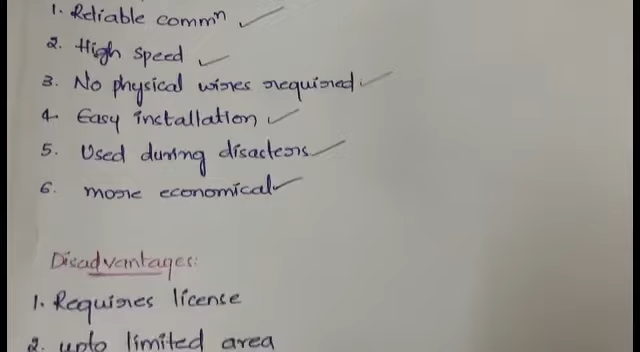 1. Reliable commⁿ
2. High speed
3. No physical wires required
4. Easy installation
5. Used during disasters
6. more economical
Disadvantages:
1. Requires license
2. upto limited area